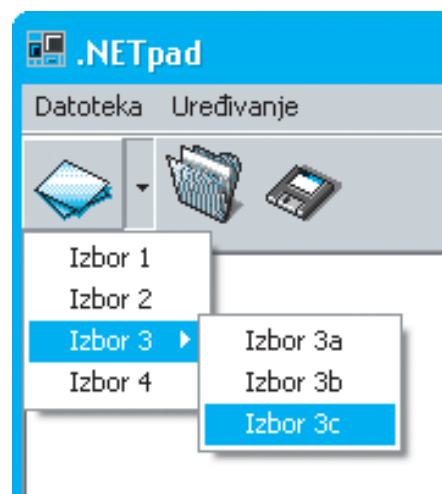 .NETpad
Datoteka Uređivanje
Izbor 1
Izbor 2
Izbor 3
Izbor 4
Izbor 3a
Izbor 3b
Izbor 3c